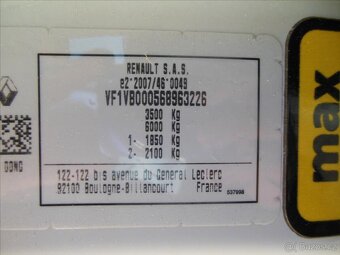 RENAULT S.A.S.
e2*2007/46*0049
VF1VB000568963226
3500 Kg
6000 Kg
1- 1850 Kg
2- 2100 Kg
122-122 bis avenue du General Leclerc
92100 Boulogne-Billancourt France
537998
max